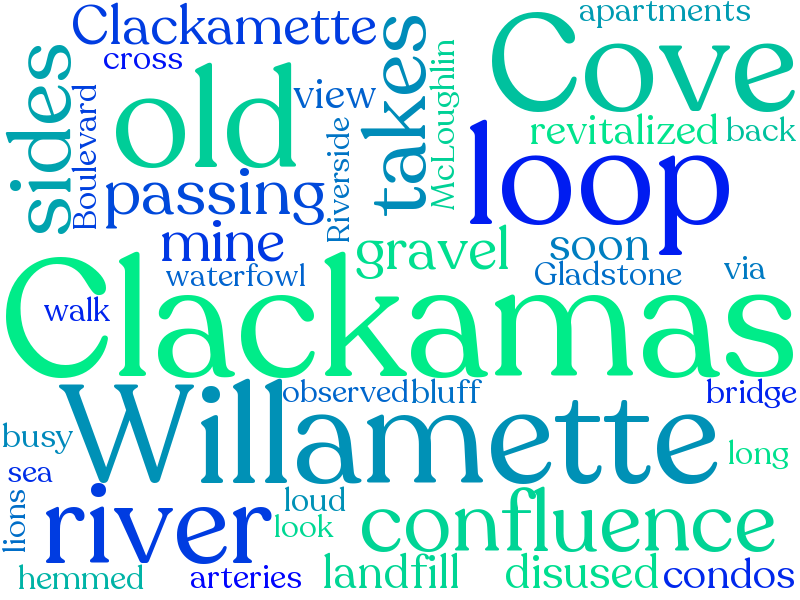 Clackamette
apartments
cross
sides
old
view
takes
McLoughlin
Cove
Boulevard
Riverside
revitalized
back
passing
loop
mine
gravel
soon
waterfowl
Gladstone
via
Clackamas
walk
Willamette
observed
bluff
bridge
busy
long
sea
lions
river
loud
look
confluence
hemmed
arteries
landfill
disused
condos